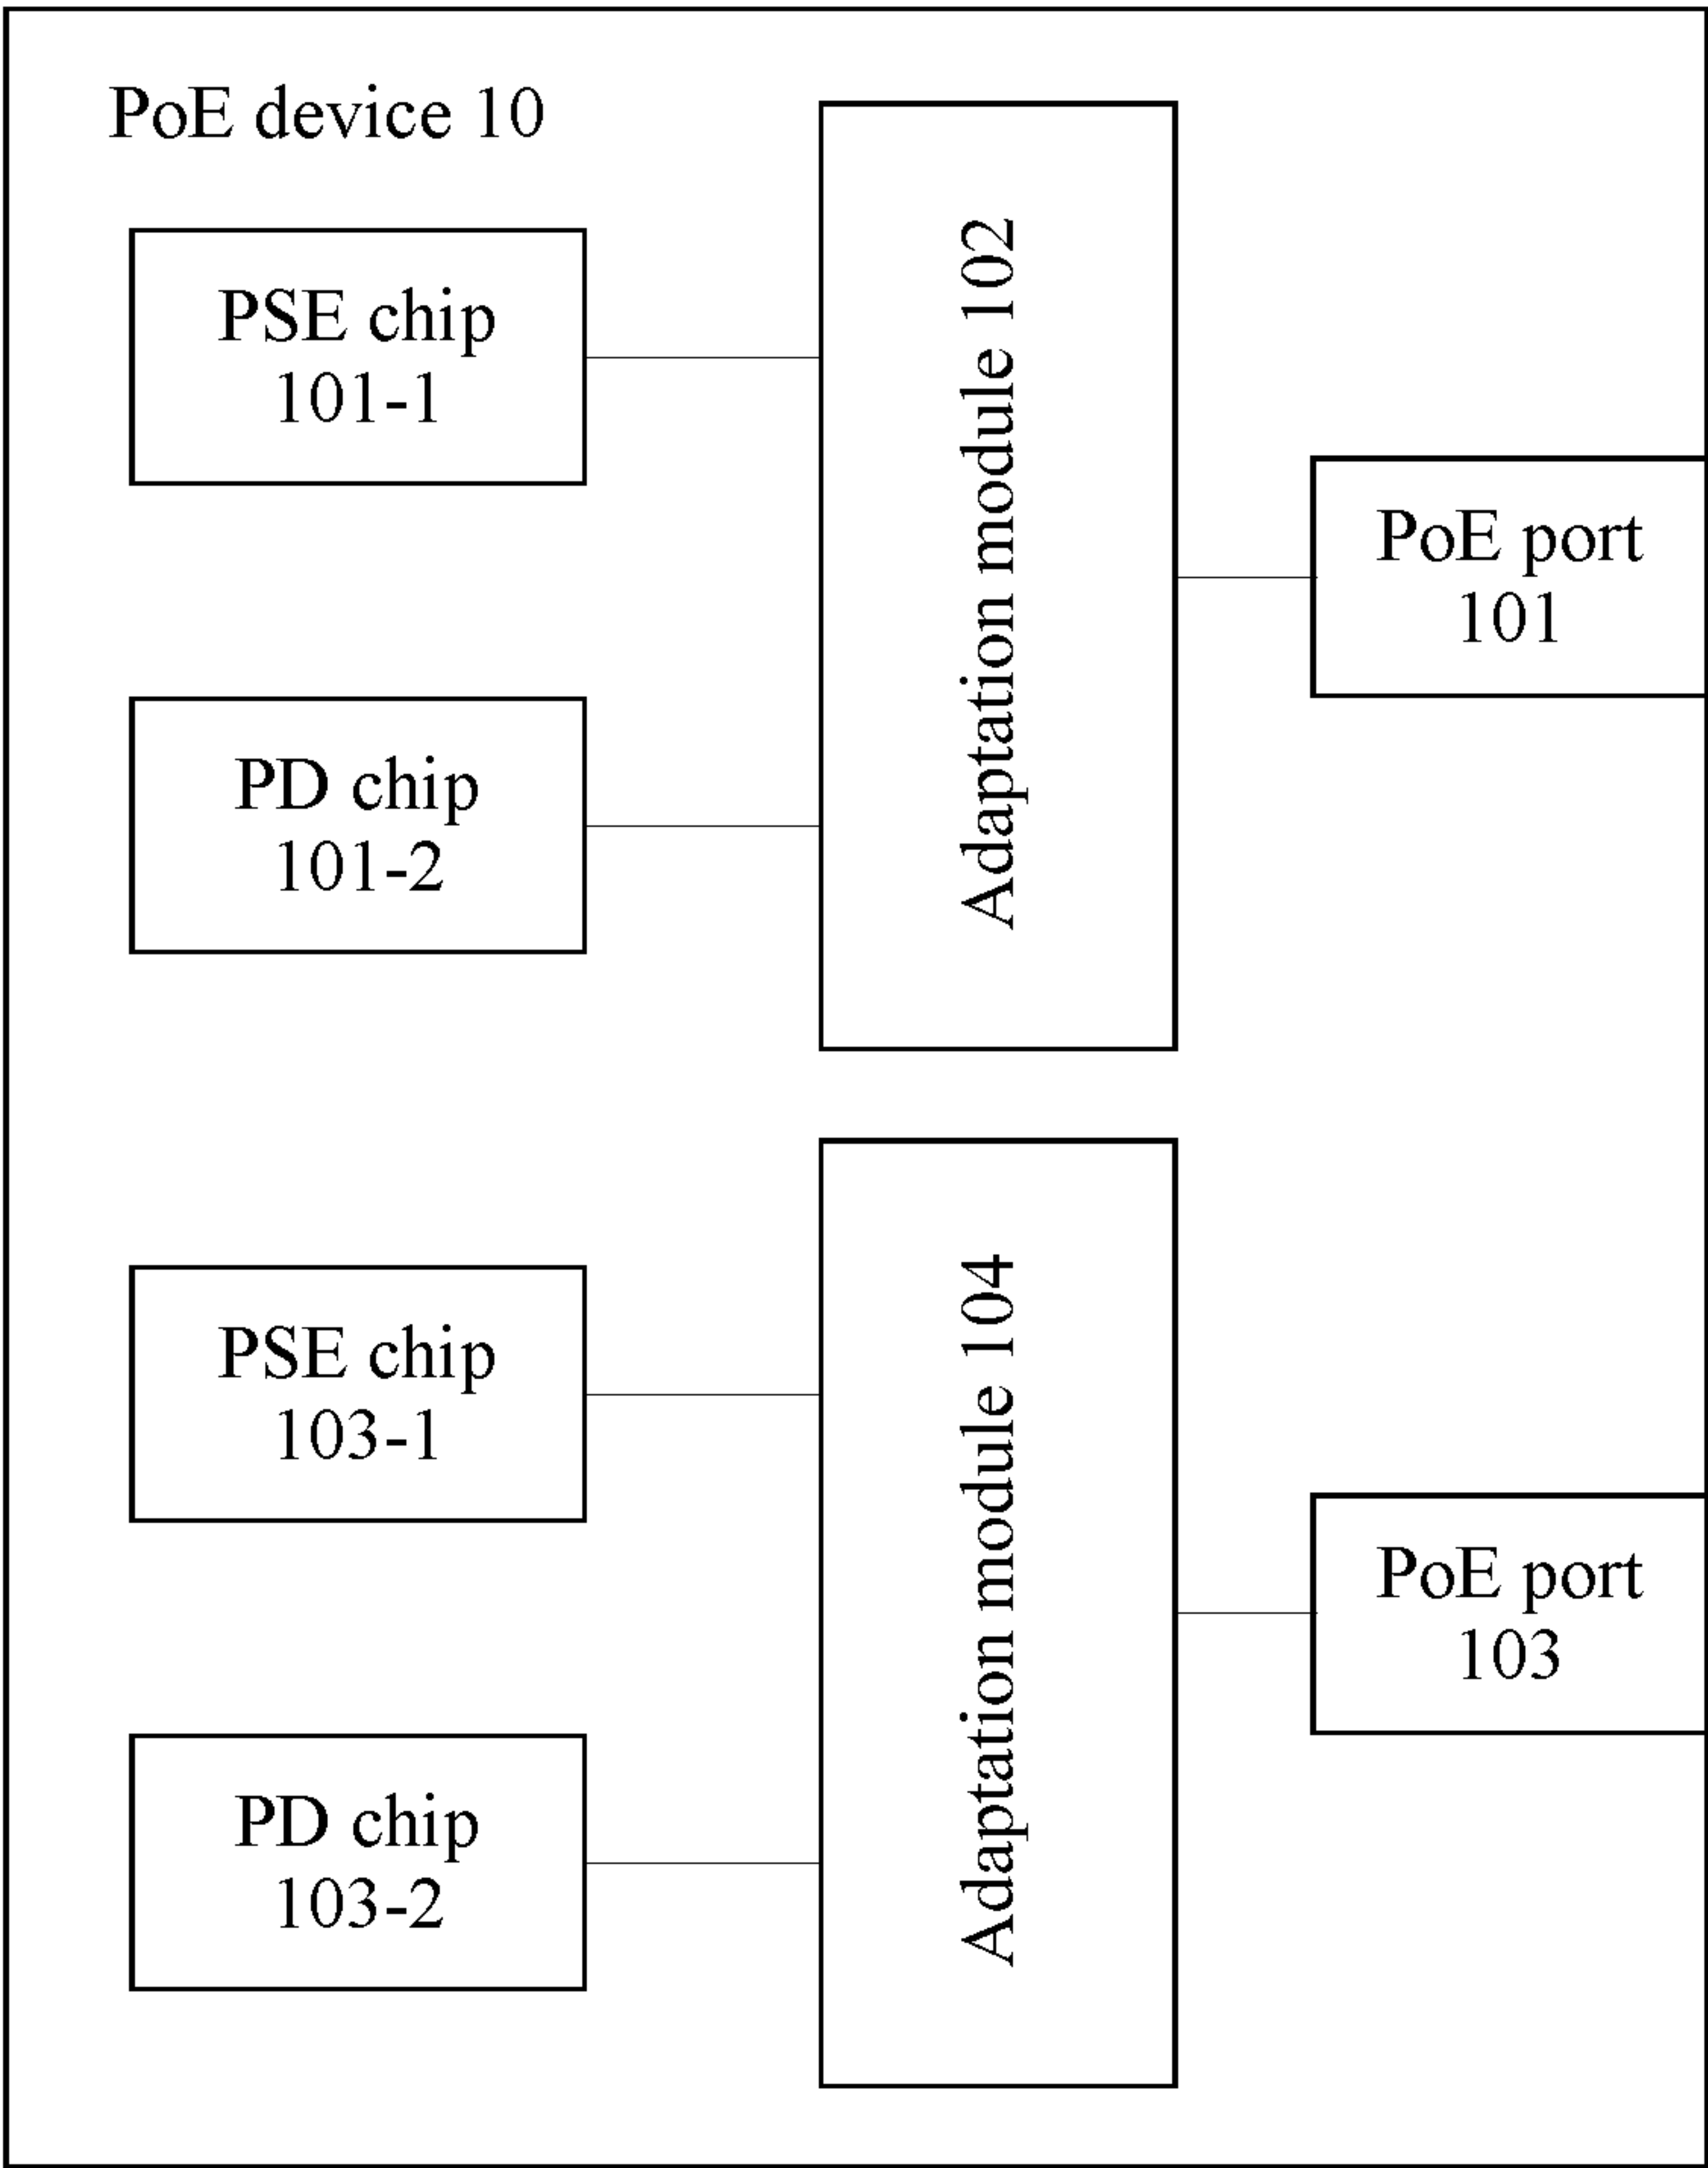 PoE device 10
PSE chip
101-1
PD chip
101-2
Adaptation module 102
PoE port
101
PSE chip
103-1
PD chip
103-2
Adaptation module 104
PoE port
103